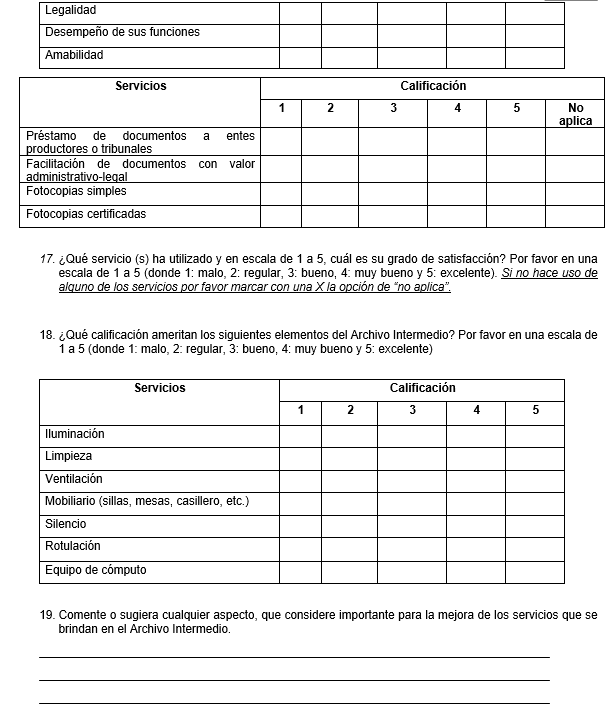 Legalidad
Desempeño de sus funciones
Amabilidad
Servicios Calificación
1 2 3 4 5 No
aplica
Préstamo de documentos a entes
productores o tribunales
Facilitación de documentos con valor
administrativo-legal
Fotocopias simples
Fotocopias certificadas
17. ¿Qué servicio (s) ha utilizado y en escala de 1 a 5, cuál es su grado de satisfacción? Por favor en una
escala de 1 a 5 (donde 1: malo, 2: regular, 3: bueno, 4: muy bueno y 5: excelente). Si no hace uso de
alguno de los servicios por favor marcar con una X la opción de “no aplica”.
18. ¿Qué calificación ameritan los siguientes elementos del Archivo Intermedio? Por favor en una escala de
1 a 5 (donde 1: malo, 2: regular, 3: bueno, 4: muy bueno y 5: excelente)
Servicios Calificación
1 2 3 4 5
Iluminación
Limpieza
Ventilación
Mobiliario (sillas, mesas, casillero, etc.)
Silencio
Rotulación
Equipo de cómputo
19. Comente o sugiera cualquier aspecto, que considere importante para la mejora de los servicios que se
brindan en el Archivo Intermedio.